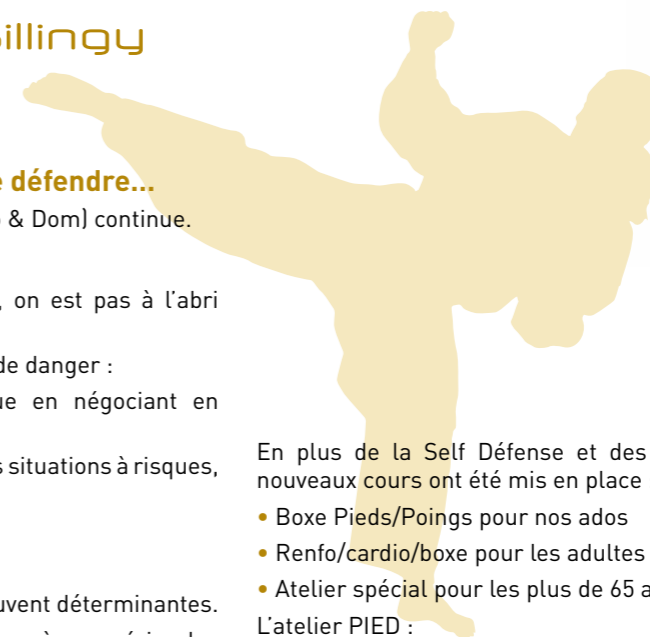 illingy
défendre...
& Dom) continue.
, on est pas à l'abri
de danger :
en négociant en
situations à risques,
déterminantes.
En plus de la Self Défense et des
nouveaux cours ont été mis en place
• Boxe Pieds/Poings pour nos ados
• Renfo/cardio/boxe pour les adultes
• Atelier spécial pour les plus de 65 a
L'atelier PIED :